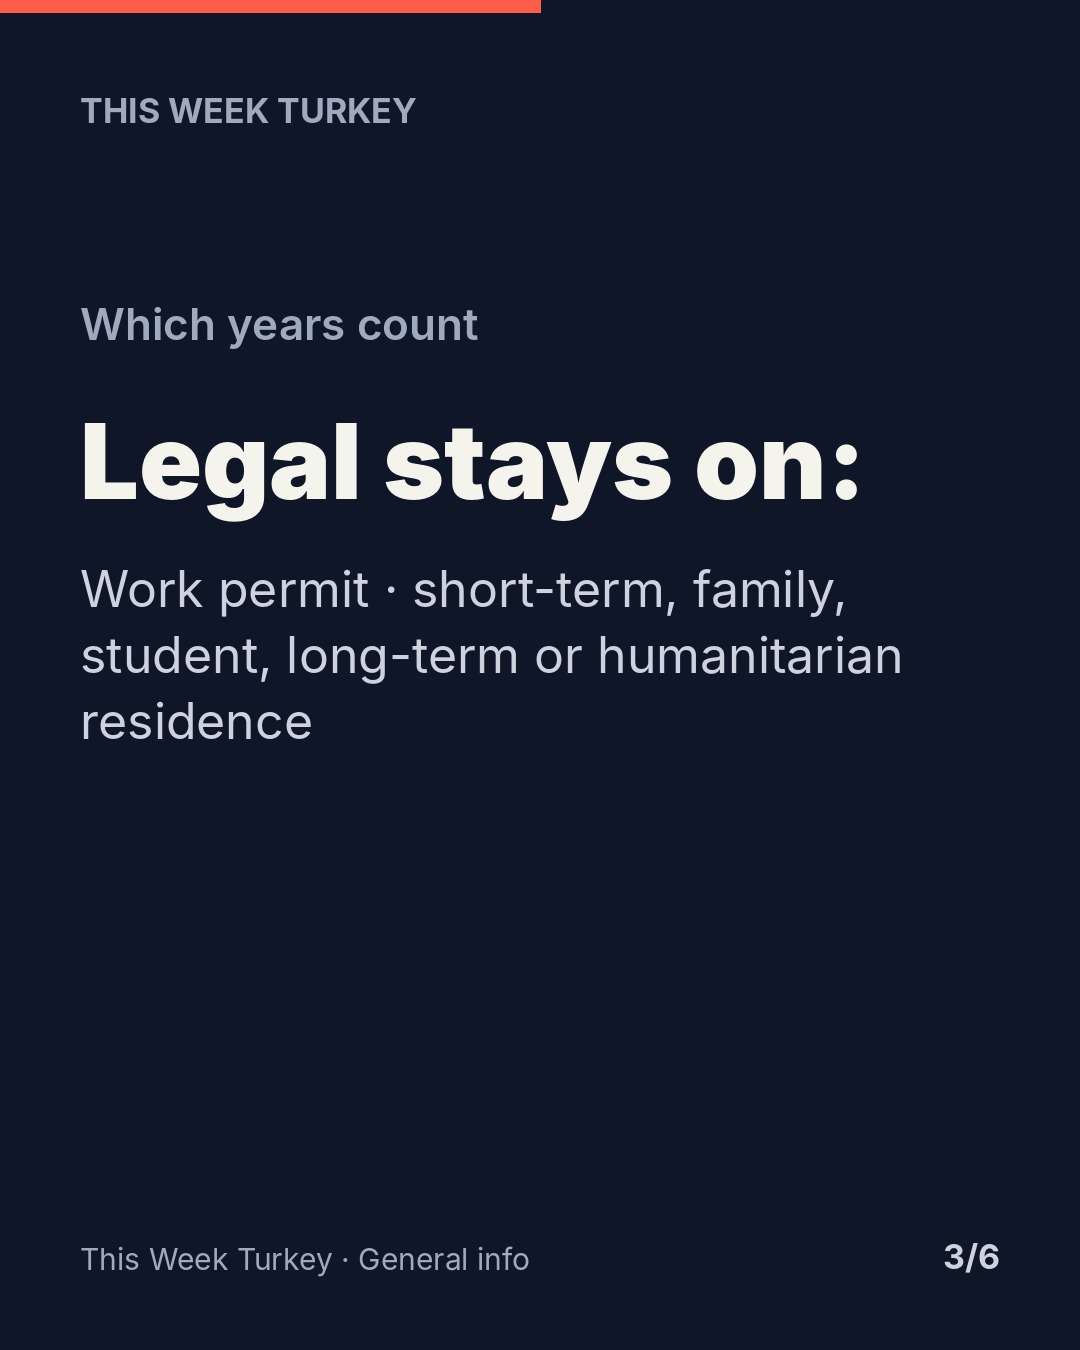 THIS WEEK TURKEY
Which years count
Legal stays on:
Work permit · short-term, family,
student, long-term or humanitarian
residence
This Week Turkey · General info
3/6